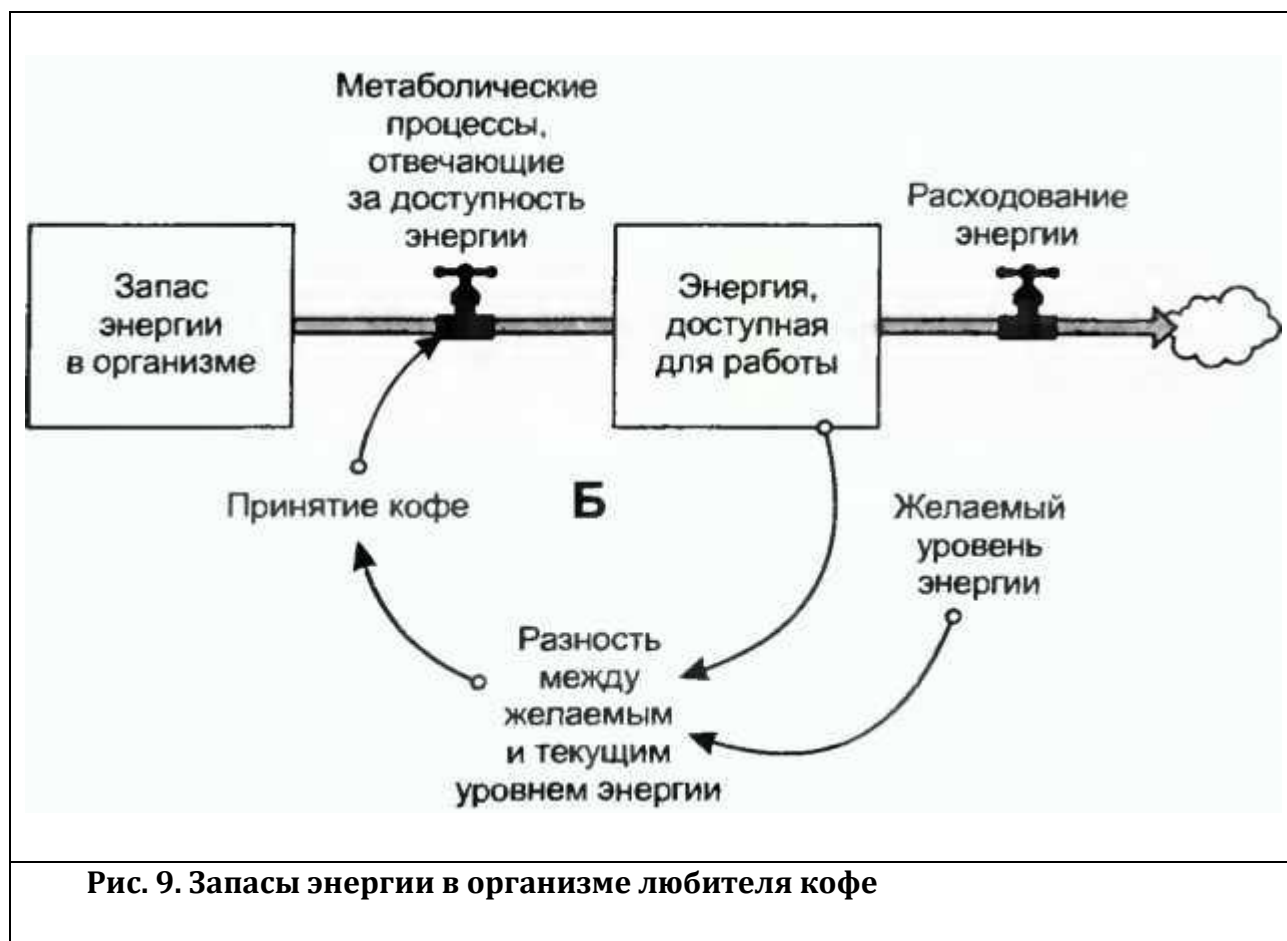 Метаболические
процессы,
отвечающие
за доступность
энергии
Расходование
энергии
Запас
энергии
в организме
Энергия,
доступная
для работы
Принятие кофе
Б
Желаемый
уровень
энергии
Разность
между
желаемым
и текущим
уровнем энергии
Рис. 9. Запасы энергии в организме любителя кофе